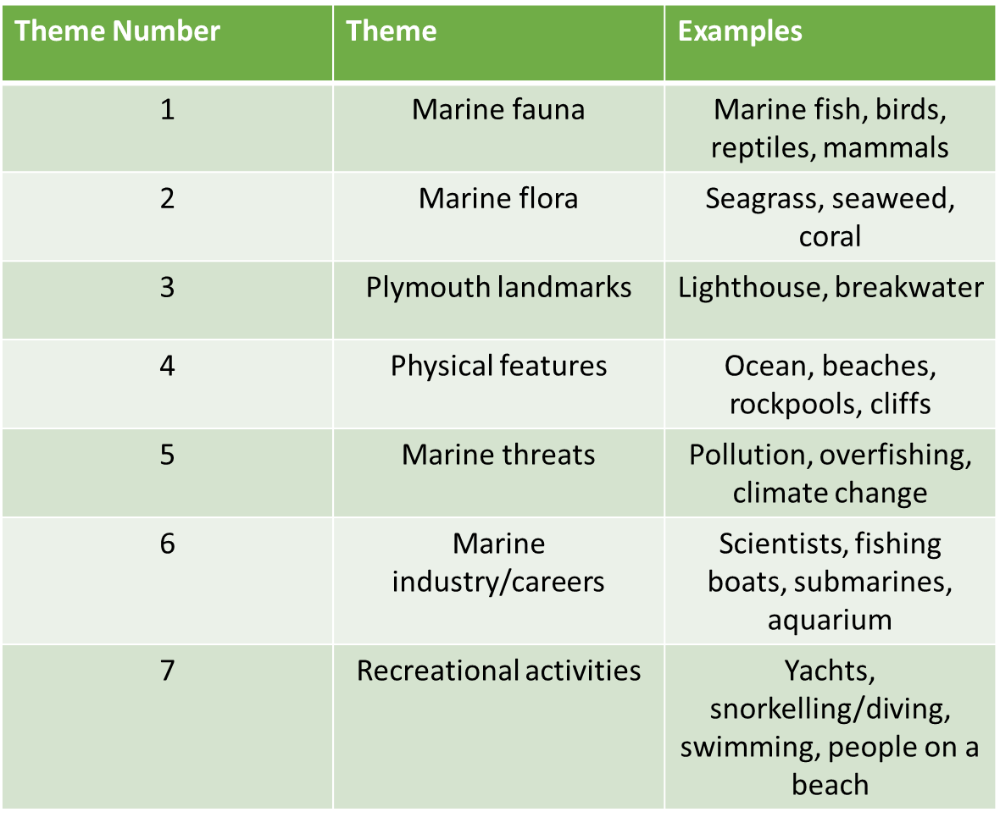 Theme Number Theme Examples
1 Marine fauna Marine fish, birds,
reptiles, mammals
2 Marine flora Seagrass, seaweed,
coral
3 Plymouth landmarks Lighthouse, breakwater
4 Physical features Ocean, beaches,
rockpools, cliffs
5 Marine threats Pollution, overfishing,
climate change
6 Marine Scientists, fishing
industry/careers boats, submarines,
aquarium
7 Recreational activities Yachts,
snorkelling/diving,
swimming, people on a
beach